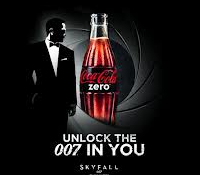 Coca-Cola
zero
UNLOCK THE
007 IN YOU
SKYFALL